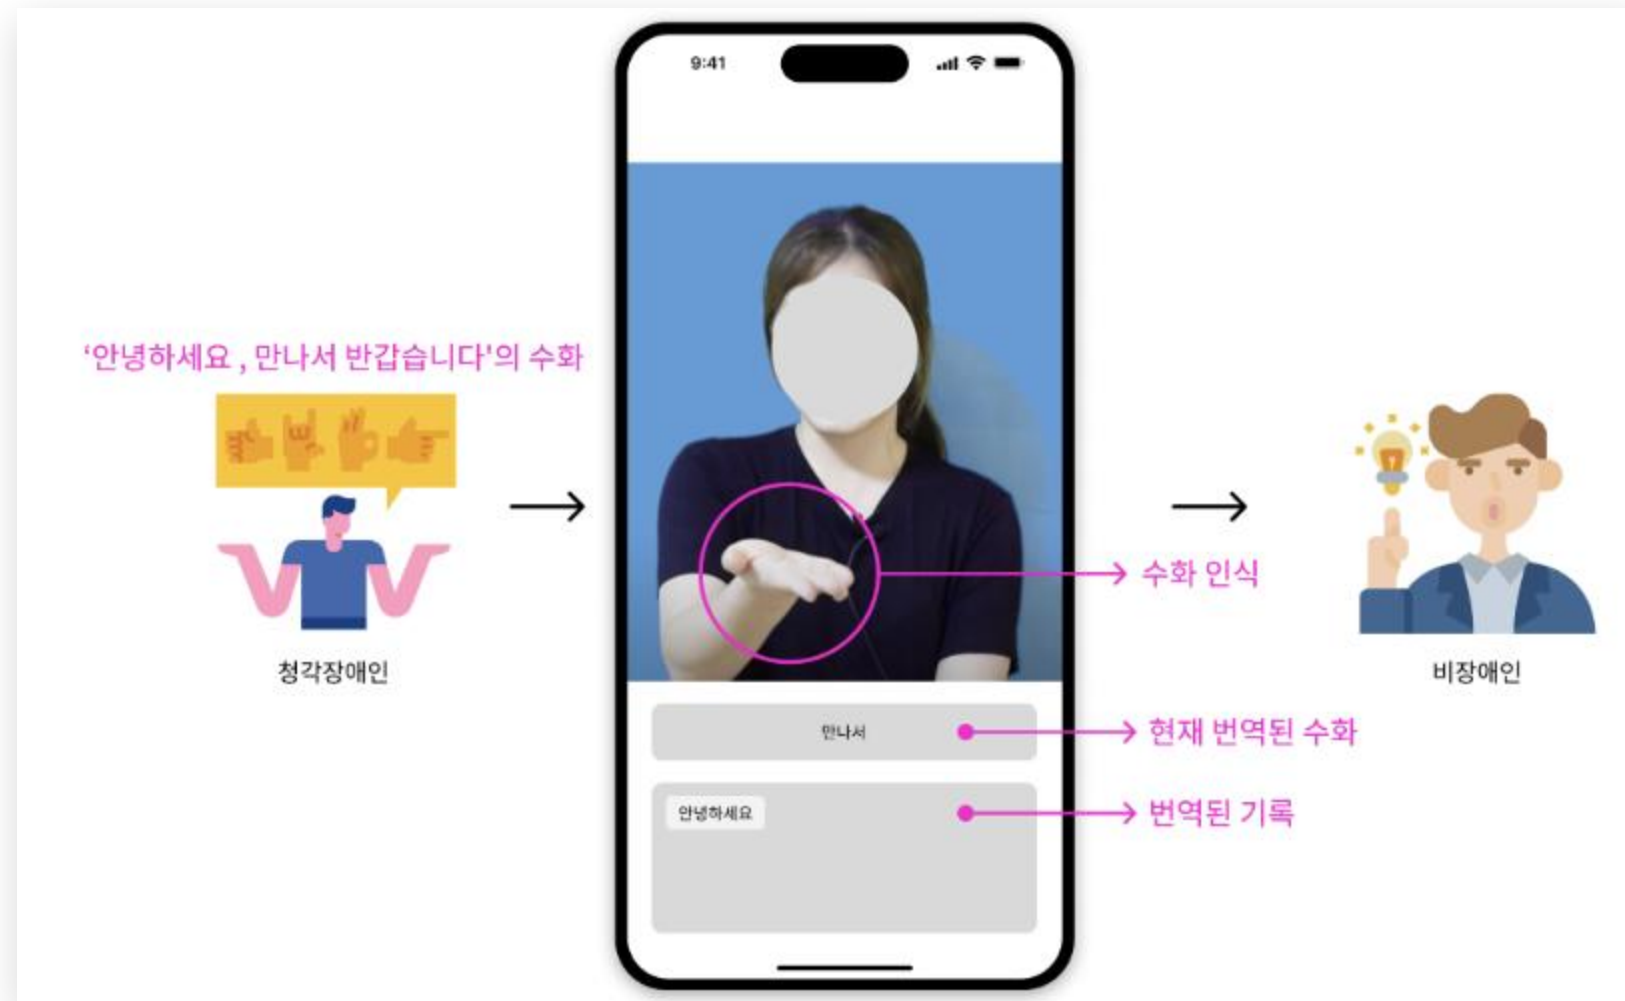 9:41
‘안녕하세요 , 만나서 반갑습니다'의 수화
청각장애인
수화 인식
비장애인
만나서
현재 번역된 수화
안녕하세요
번역된 기록